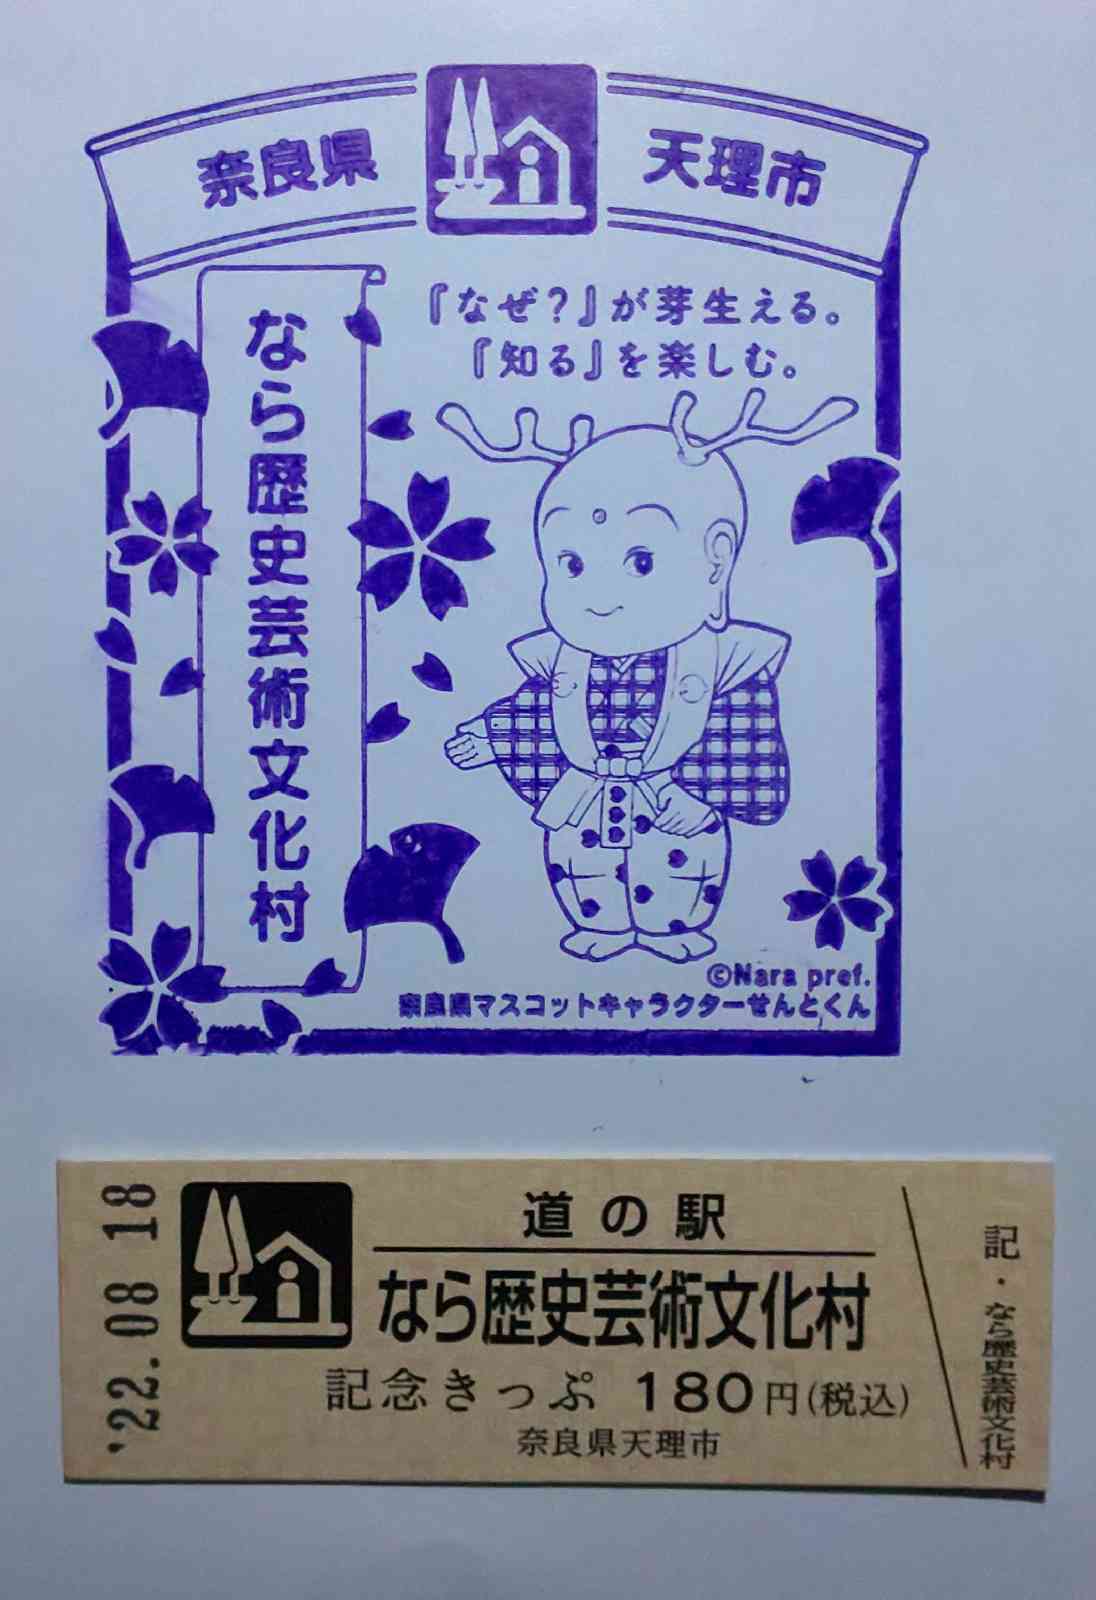 奈良県
天理市
なら歴史芸術文化村
『なぜ?』が芽生える。
『知る』を楽しむ。
©Nara pref.
奈良県マスコットキャラクターせんとくん
'22.08 18
道の駅
なら歴史芸術文化村
記念きっぷ 180円(税込)
奈良県天理市
記・なら歴史芸術文化村